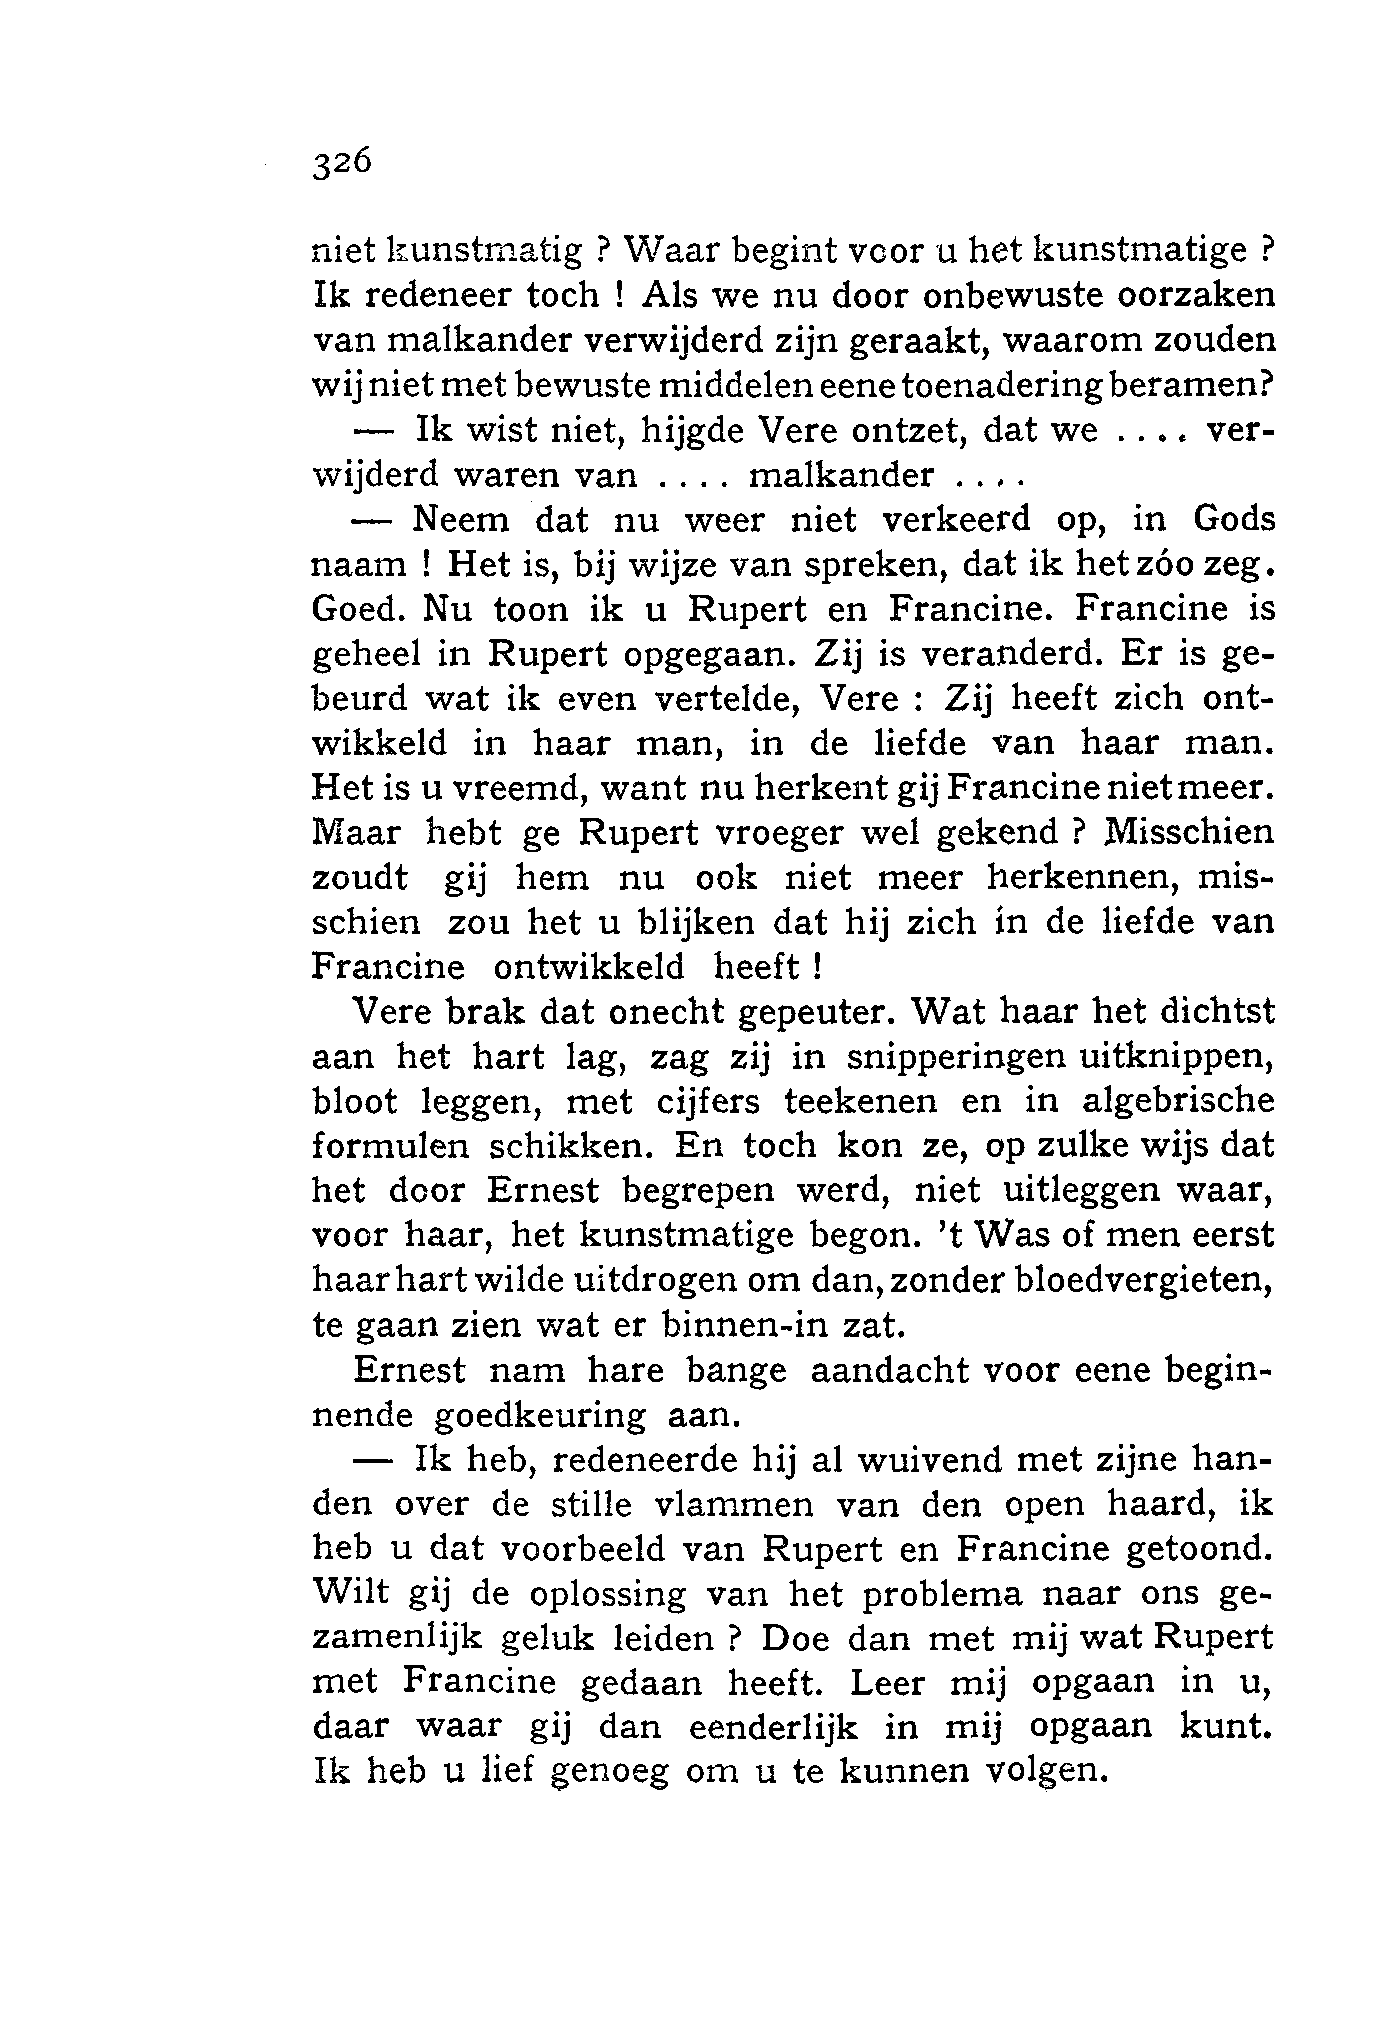 326
niet kunstmatig ? Waar begint voor u het kunstmatige ?
Ik redeneer toch ! Als we nu door onbewuste oorzaken
van malkander verwijderd zijn geraakt, waarom zouden
wij niet met bewuste middelen eene toenadering beramen?
— Ik wist niet, hijgde Vere ontzet, dat we .... ver-
wijderd waren van .... malkander ....
— Neem dat nu weer niet verkeerd op, in Gods
naam ! Het is, bij wijze van spreken, dat ik het zóo zeg.
Goed. Nu toon ik u Rupert en Francine. Francine is
geheel in Rupert opgegaan. Zij is veranderd. Er is ge-
beurd wat ik even vertelde, Vere : Zij heeft zich ont-
wikkeld in haar man, in de liefde van haar man.
Het is u vreemd, want nu herkent gij Francine niet meer.
Maar hebt ge Rupert vroeger wel gekend ? Misschien
zoudt gij hem nu ook niet meer herkennen, mis-
schien zou het u blijken dat hij zich in de liefde van
Francine ontwikkeld heeft !
Vere brak dat onecht gepeuter. Wat haar het dichtst
aan het hart lag, zag zij in snipperingen uitknippen,
bloot leggen, met cijfers teekenen en in algebrische
formulen schikken. En toch kon ze, op zulke wijs dat
het door Ernest begrepen werd, niet uitleggen waar,
voor haar, het kunstmatige begon. 't Was of men eerst
haar hart wilde uitdrogen om dan, zonder bloedvergieten,
te gaan zien wat er binnen-in zat.
Ernest nam hare bange aandacht voor eene begin-
nende goedkeuring aan.
— Ik heb, redeneerde hij al wuivend met zijne han-
den over de stille vlammen van den open haard, ik
heb u dat voorbeeld van Rupert en Francine getoond.
Wilt gij de oplossing van het problema naar ons ge-
zamenlijk geluk leiden ? Doe dan met mij wat Rupert
met Francine gedaan heeft. Leer mij opgaan in u,
daar waar gij dan eenderlijk in mij opgaan kunt.
Ik heb u lief genoeg om u te kunnen volgen.